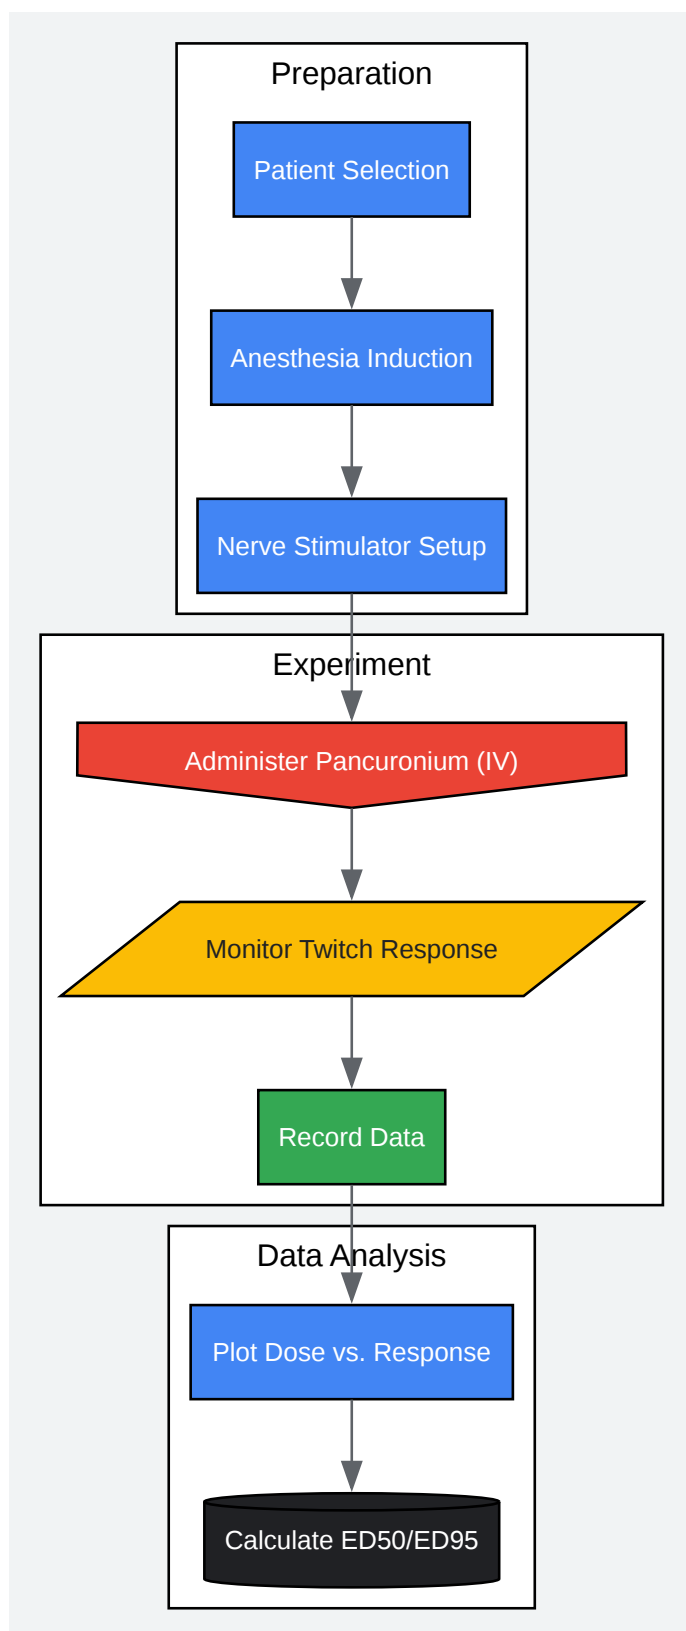 Preparation
Patient Selection
Anesthesia Induction
Nerve Stimulator Setup
Experiment
Administer Pancuronium (IV)
Monitor Twitch Response
Record Data
Data Analysis
Plot Dose vs. Response
Calculate ED50/ED95